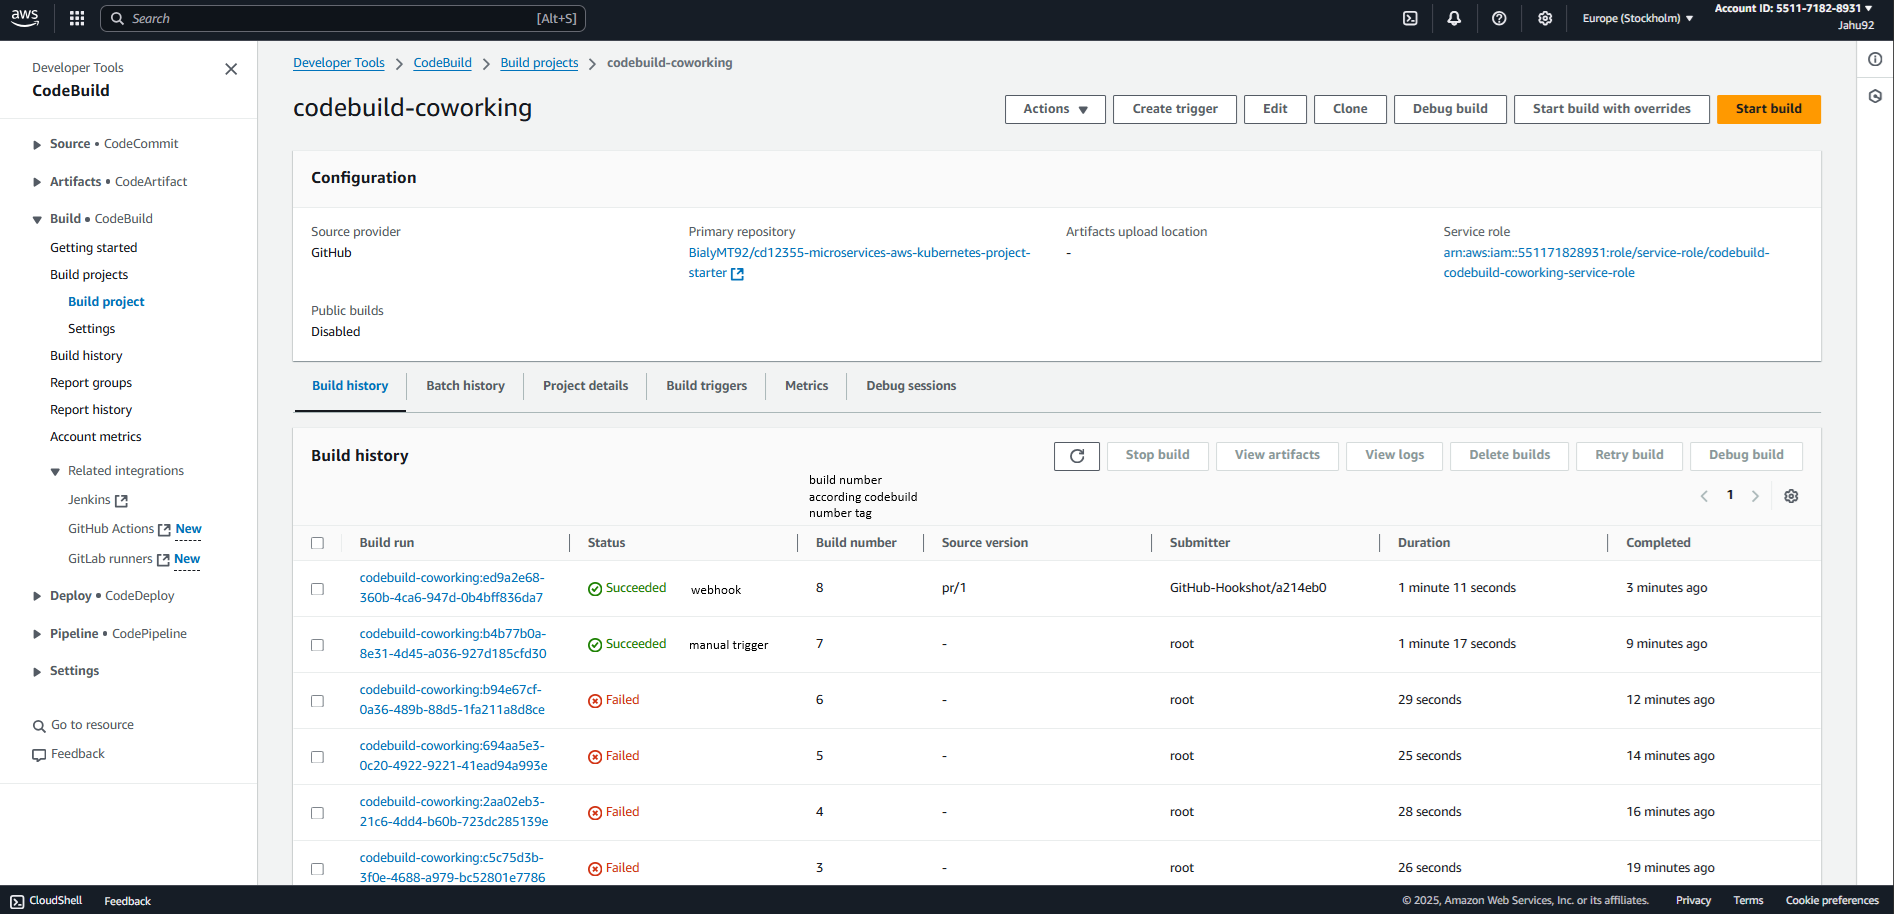 aws
Search [Alt+S]
Europe (Stockholm)
Account ID: 5511-7182-8931
Jahu92
Developer Tools
CodeBuild
Source • CodeCommit
Artifacts • CodeArtifact
Build • CodeBuild
Getting started
Build projects
Build project
Settings
Build history
Report groups
Report history
Account metrics
Related integrations
Jenkins
GitHub Actions New
GitLab runners New
Deploy • CodeDeploy
Pipeline • CodePipeline
Settings
Go to resource
Feedback
Developer Tools > CodeBuild > Build projects > codebuild-coworking
codebuild-coworking
Actions Create trigger Edit Clone Debug build Start build with overrides Start build
Configuration
Source provider
GitHub
Primary repository
BialyMT92/cd12355-microservices-aws-kubernetes-project-
starter
Artifacts upload location
-
Service role
arn:aws:iam::551171828931:role/service-role/codebuild-
codebuild-coworking-service-role
Public builds
Disabled
Build history Batch history Project details Build triggers Metrics Debug sessions
Build history
Stop build View artifacts View logs Delete builds Retry build Debug build
build number
according codebuild
number tag
1
Build run Status Build number Source version Submitter Duration Completed
codebuild-coworking:ed9a2e68-
360b-4ca6-947d-0b4bff836da7
Succeeded webhook 8 pr/1 GitHub-Hookshot/a214eb0 1 minute 11 seconds 3 minutes ago
codebuild-coworking:b4b77b0a-
8e31-4d45-a036-927d185cfd30
Succeeded manual trigger 7 - root 1 minute 17 seconds 9 minutes ago
codebuild-coworking:b94e67cf-
0a36-489b-88d5-1fa211a8d8ce
Failed 6 - root 29 seconds 12 minutes ago
codebuild-coworking:694aa5e3-
0c20-4922-9221-41ead94a993e
Failed 5 - root 25 seconds 14 minutes ago
codebuild-coworking:2aa02eb3-
21c6-4dd4-b60b-723dc285139e
Failed 4 - root 28 seconds 16 minutes ago
codebuild-coworking:c5c75d3b-
3f0e-4688-a979-bc52801e7786
Failed 3 - root 26 seconds 19 minutes ago
CloudShell Feedback
© 2025, Amazon Web Services, Inc. or its affiliates. Privacy Terms Cookie preferences